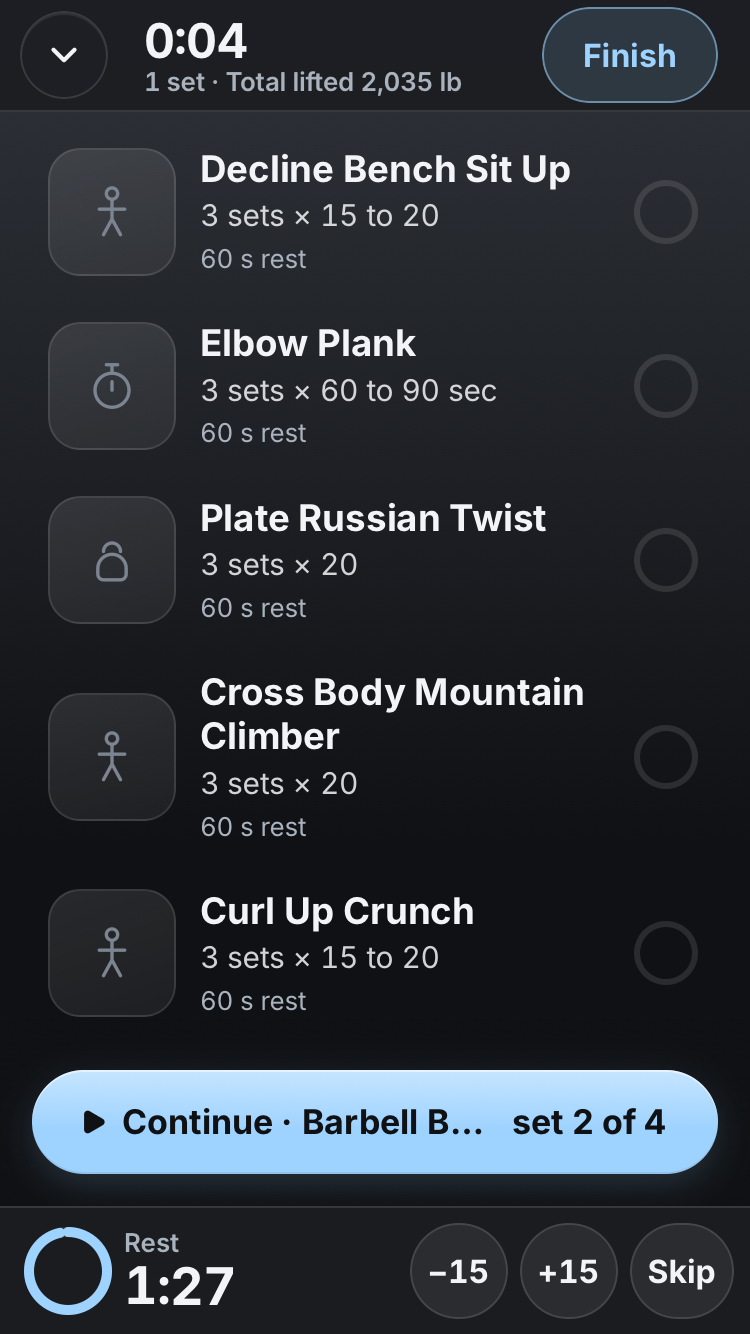 0:04
Finish
1 set · Total lifted 2,035 lb
Decline Bench Sit Up
3 sets × 15 to 20
60 s rest
Elbow Plank
3 sets × 60 to 90 sec
60 s rest
Plate Russian Twist
3 sets × 20
60 s rest
Cross Body Mountain
Climber
3 sets × 20
60 s rest
Curl Up Crunch
3 sets × 15 to 20
60 s rest
Continue · Barbell B... set 2 of 4
Rest
1:27
−15 +15 Skip